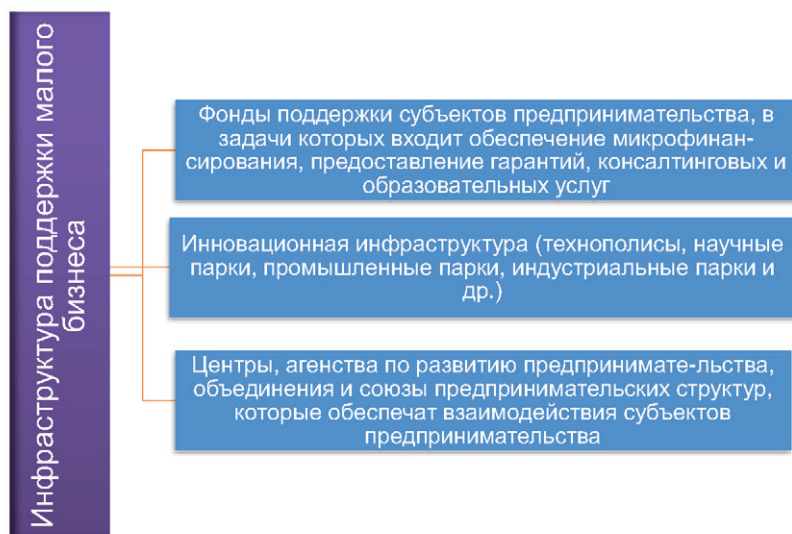 Инфраструктура поддержки малого
бизнеса
Фонды поддержки субъектов предпринимательства, в
задачи которых входит обеспечение микрофинан-
сирования, предоставление гарантий, консалтинговых и
образовательных услуг
Инновационная инфраструктура (технополисы, научные
парки, промышленные парки, индустриальные парки и
др.)
Центры, агенства по развитию предпринимате-льства,
объединения и союзы предпринимательских структур,
которые обеспечат взаимодействия субъектов
предпринимательства